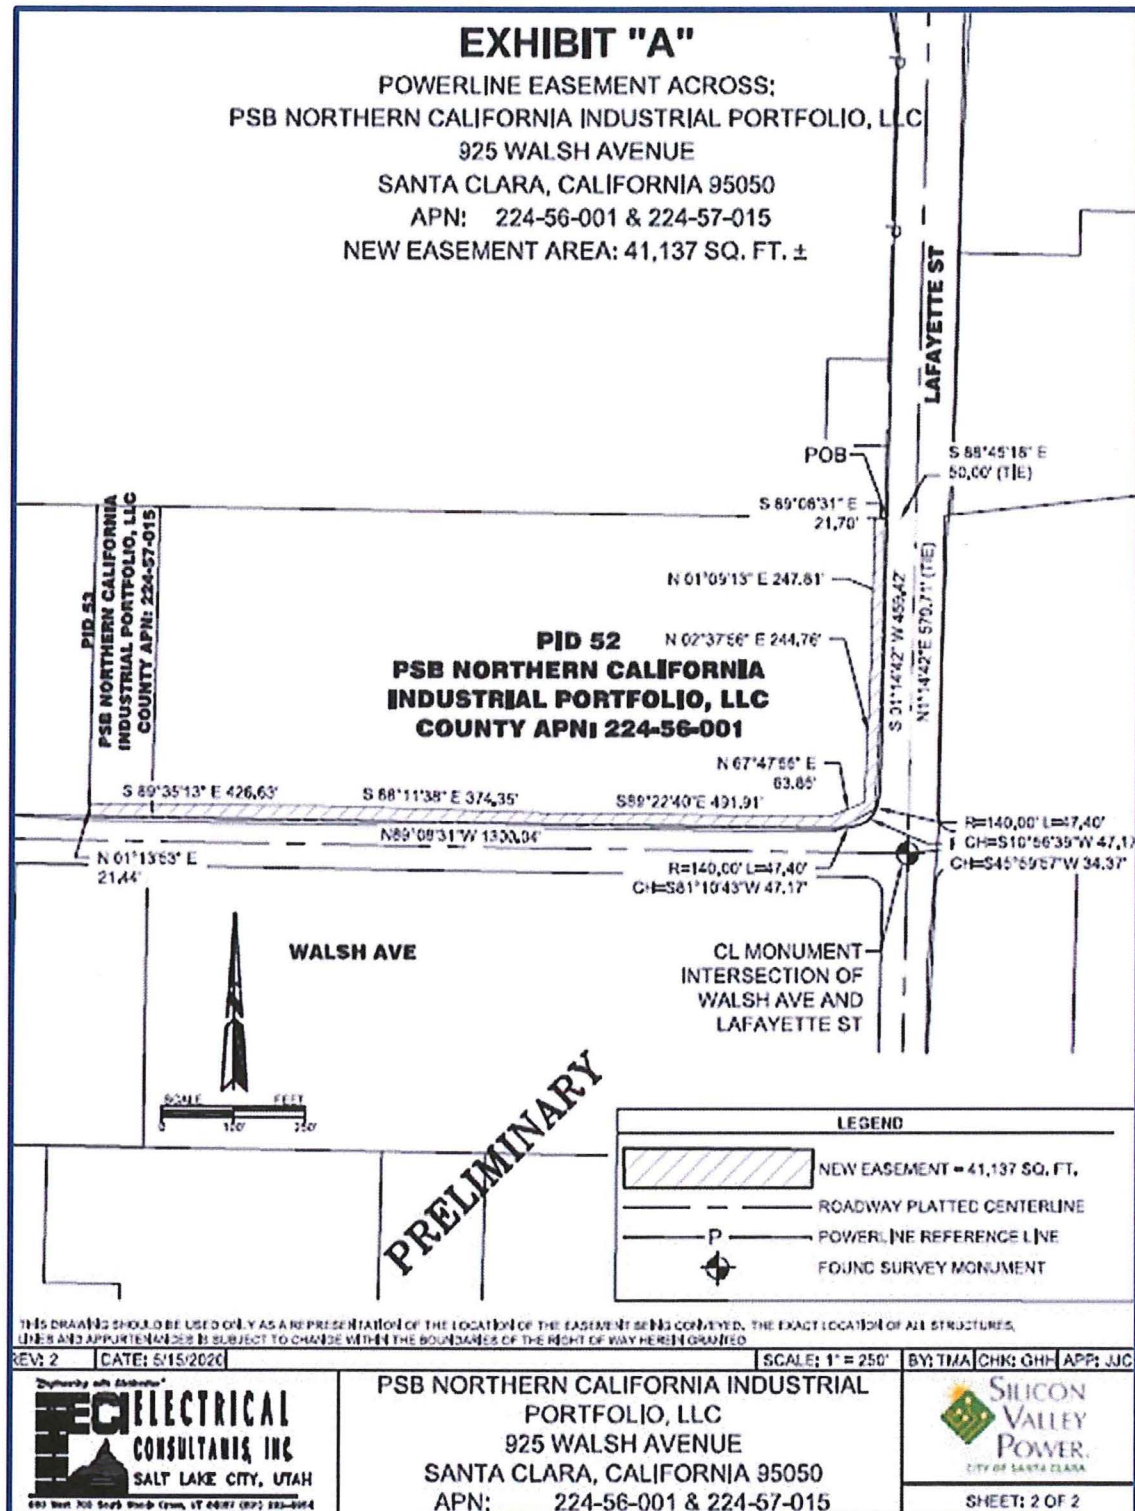 EXHIBIT "A"
POWERLINE EASEMENT ACROSS:
PSB NORTHERN CALIFORNIA INDUSTRIAL PORTFOLIO, LLC
925 WALSH AVENUE
SANTA CLARA, CALIFORNIA 95050
APN: 224-56-001 & 224-57-015
NEW EASEMENT AREA: 41,137 SQ. FT. ±
P
P
LAFAYETTE ST
POB
S 88°45'18" E
50.00' (TIE)
S 89°08'31" E
21.70'
N 01°09'13" E 247.81'
N 02°37'56" E 244.76'
S 01°14'42" W 459.42'
N1°14'42"E 570.71' (TIE)
PID 53
PSB NORTHERN CALIFORNIA
INDUSTRIAL PORTFOLIO, LLC
COUNTY APN: 224-57-015
PID 52
PSB NORTHERN CALIFORNIA
INDUSTRIAL PORTFOLIO, LLC
COUNTY APN: 224-56-001
N 67°47'56" E
63.85'
S 89°35'13" E 426.63'
S 88°11'38" E 374.35'
S89°22'40"E 491.91'
N89°08'31"W 1300.04'
N 01°13'53" E
21.44'
R=140.00' L=47.40'
CH=S10°56'39"W 47.17'
CH=S45°59'57"W 34.37'
R=140.00' L=47.40'
CH=S81°10'43"W 47.17'
WALSH AVE
CL MONUMENT
INTERSECTION OF
WALSH AVE AND
LAFAYETTE ST
SCALE FEET
0 100' 250'
PRELIMINARY
LEGEND
NEW EASEMENT = 41,137 SQ. FT.
ROADWAY PLATTED CENTERLINE
P POWERLINE REFERENCE LINE
FOUND SURVEY MONUMENT
THIS DRAWING SHOULD BE USED ONLY AS A REPRESENTATION OF THE LOCATION OF THE EASEMENT BEING CONVEYED. THE EXACT LOCATION OF ALL STRUCTURES,
LINES AND APPURTENANCES IS SUBJECT TO CHANGE WITHIN THE BOUNDARIES OF THE RIGHT OF WAY HEREIN GRANTED
REV: 2 DATE: 5/15/2020 SCALE: 1" = 250' BY: TMA CHK: GHH APP: JJC
ECI ELECTRICAL
CONSULTANTS, INC
SALT LAKE CITY, UTAH
PSB NORTHERN CALIFORNIA INDUSTRIAL
PORTFOLIO, LLC
925 WALSH AVENUE
SANTA CLARA, CALIFORNIA 95050
APN: 224-56-001 & 224-57-015
SILICON
VALLEY
POWER.
CITY OF SANTA CLARA
SHEET: 2 OF 2